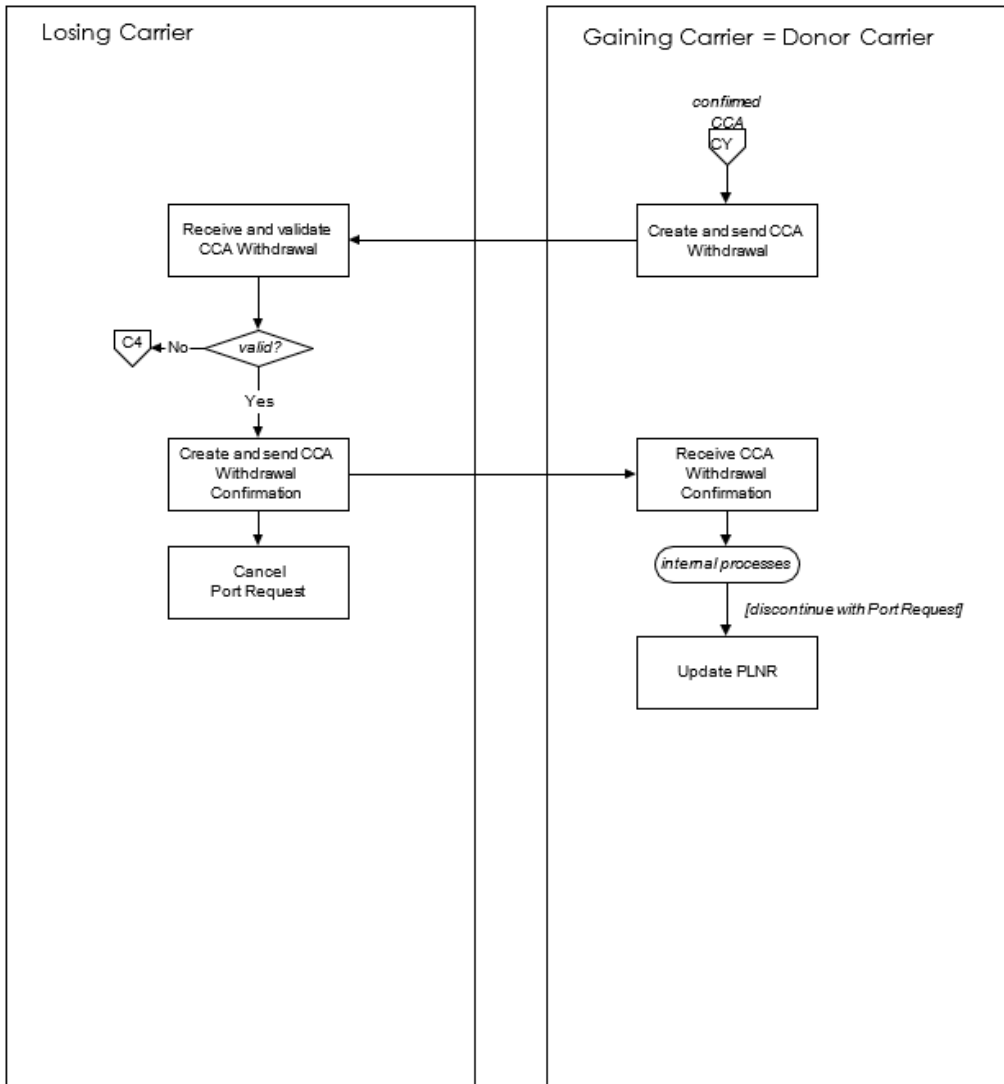 Losing Carrier
Gaining Carrier = Donor Carrier
confirmed
CCA
CY
Receive and validate
CCA Withdrawal
Create and send CCA
Withdrawal
C4
No
valid?
Yes
Create and send CCA
Withdrawal
Confirmation
Receive CCA
Withdrawal
Confirmation
Cancel
Port Request
internal processes
[discontinue with Port Request]
Update PLNR